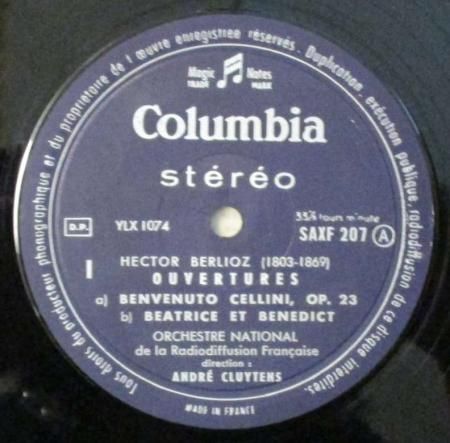 Tous droits du producteur phonographique et du propriétaire de l'œuvre enregistrée réservés. Duplication, exécution publique, radiodiffusion de ce disque interdites.
Magic Notes
TRADE MARK
Columbia
stéréo
33⅓ tours minute
D.P. YLX 1074 SAXF 207 A
I
HECTOR BERLIOZ (1803-1869)
OUVERTURES
a) BENVENUTO CELLINI, OP. 23
b) BEATRICE ET BENEDICT
ORCHESTRE NATIONAL
de la Radiodiffusion Française
direction :
ANDRÉ CLUYTENS
MADE IN FRANCE